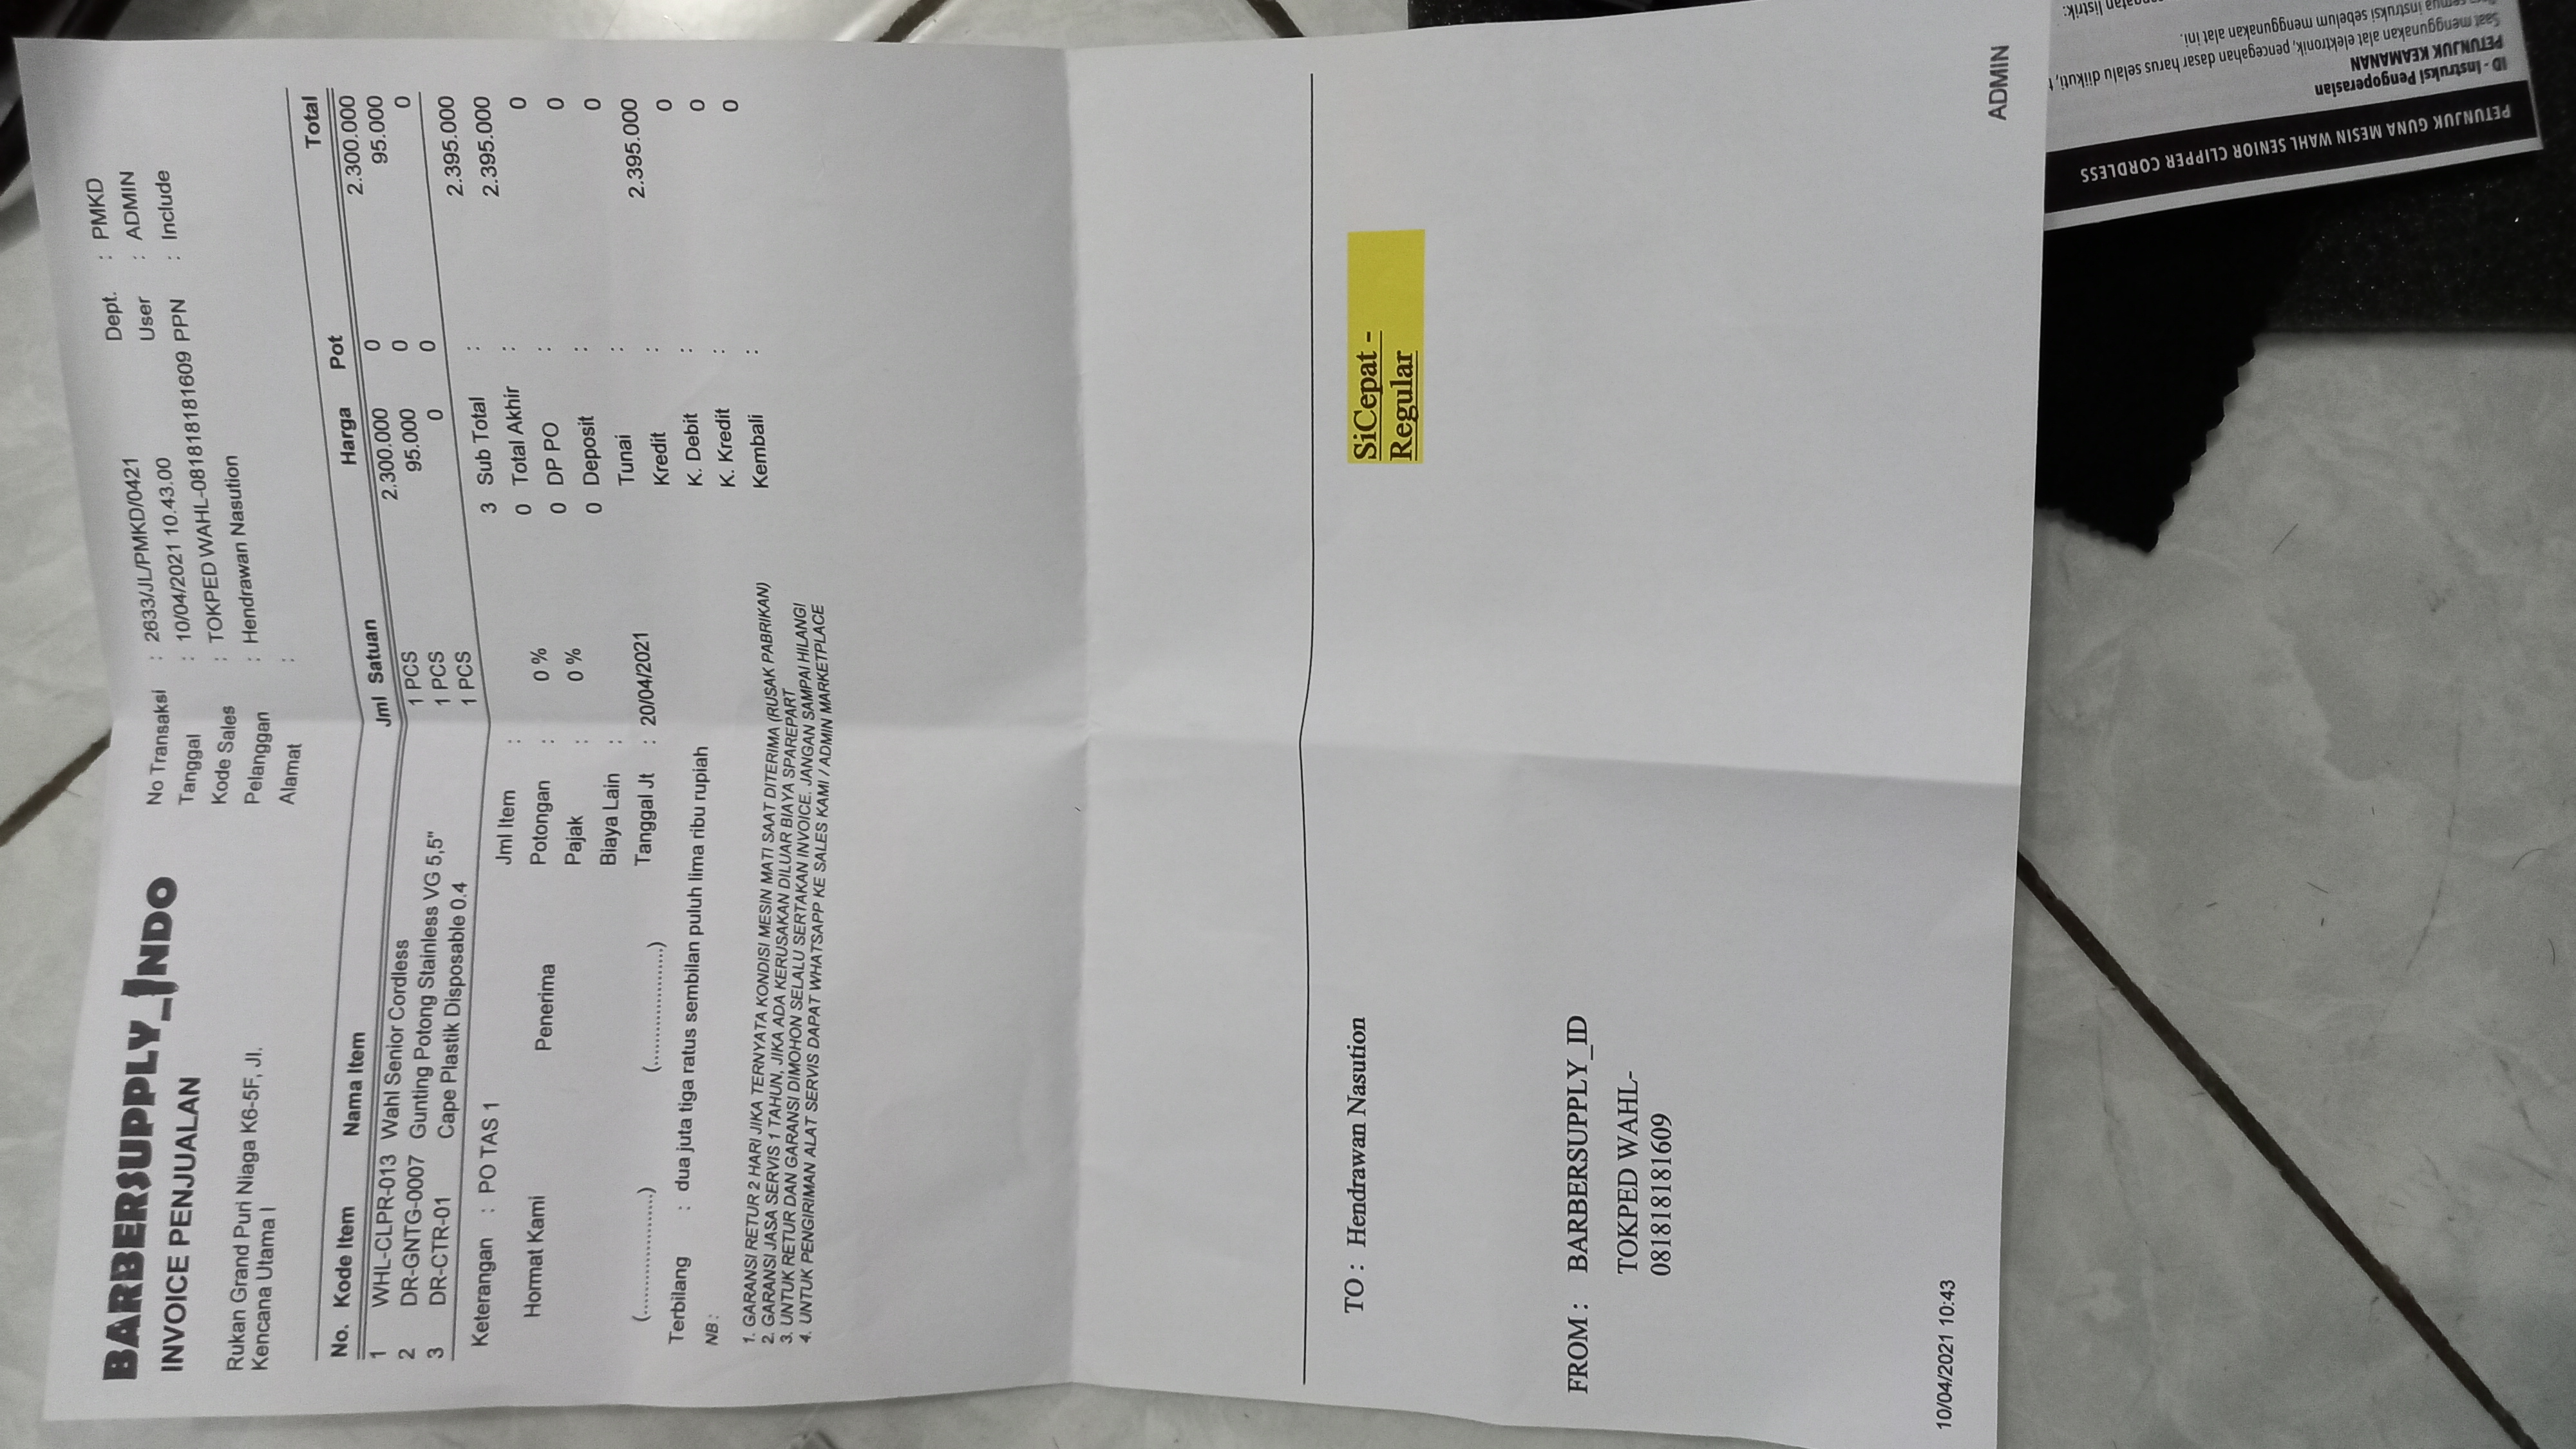 BARBERSUPPLY_INDO
INVOICE PENJUALAN
Rukan Grand Puri Niaga K6-5F, Jl.
Kencana Utama I
No Transaksi : 2633/JL/PMKD/0421
Tanggal : 10/04/2021 10.43.00
Kode Sales : TOKPED WAHL-081818181609
Pelanggan : Hendrawan Nasution
Alamat :
Dept. : PMKD
User : ADMIN
PPN : Include
No. Kode Item Nama Item Jml Satuan Harga Pot Total
1 WHL-CLPR-013 Wahl Senior Cordless 1 PCS 2.300.000 0 2.300.000
2 DR-GNTG-0007 Gunting Potong Stainless VG 5,5" 1 PCS 95.000 0 95.000
3 DR-CTR-01 Cape Plastik Disposable 0.4 1 PCS 0 0 0
Keterangan : PO TAS 1
Hormat Kami Penerima
(......................) (.....................)
Jml Item : 3
Potongan : 0 % 0
Pajak : 0 % 0
Biaya Lain : 0
Tanggal Jt : 20/04/2021
Sub Total : 2.395.000
Total Akhir : 2.395.000
DP PO : 0
Deposit : 0
Tunai : 0
Kredit : 2.395.000
K. Debit : 0
K. Kredit : 0
Kembali : 0
Terbilang : dua juta tiga ratus sembilan puluh lima ribu rupiah
NB :
1. GARANSI RETUR 2 HARI JIKA TERNYATA KONDISI MESIN MATI SAAT DITERIMA (RUSAK PABRIKAN)
2. GARANSI JASA SERVIS 1 TAHUN, JIKA ADA KERUSAKAN DILUAR BIAYA SPAREPART
3. UNTUK RETUR DAN GARANSI DIMOHON SELALU SERTAKAN INVOICE. JANGAN SAMPAI HILANG!
4. UNTUK PENGIRIMAN ALAT SERVIS DAPAT WHATSAPP KE SALES KAMI / ADMIN MARKETPLACE
TO : Hendrawan Nasution
SiCepat -
Regular
FROM : BARBERSUPPLY_ID
TOKPED WAHL-
081818181609
10/04/2021 10:43
ADMIN
PETUNJUK GUNA MESIN WAHL SENIOR CLIPPER CORDLESS
ID - Instruksi Pengoperasian
PETUNJUK KEAMANAN
Saat menggunakan alat elektronik, pencegahan dasar harus selalu diikuti,
instruksi sebelum menggunakan alat ini.
listrik: